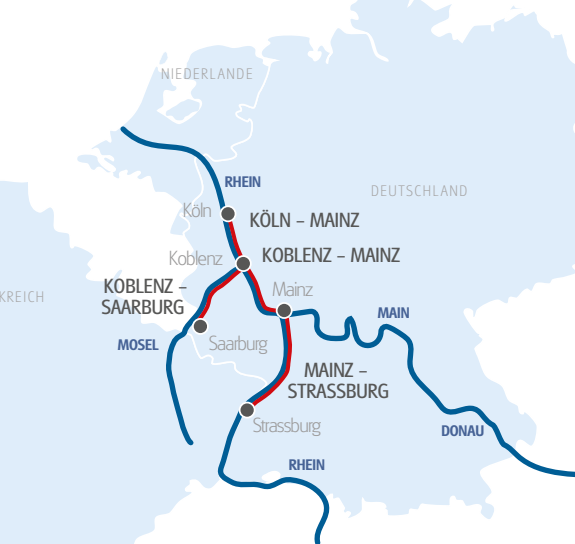 NIEDERLANDE
RHEIN
DEUTSCHLAND
Köln
KÖLN – MAINZ
Koblenz
KOBLENZ – MAINZ
KOBLENZ –
SAARBURG
Mainz
KREICH
MAIN
MOSEL
Saarburg
MAINZ –
STRASSBURG
Strassburg
DONAU
RHEIN